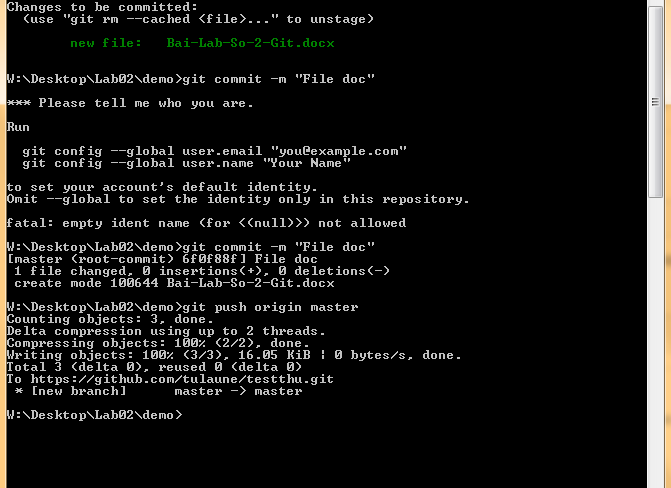 Changes to be committed:
(use "git rm --cached <file>..." to unstage)
new file: Bai-Lab-So-2-Git.docx
W:\Desktop\Lab02\demo>git commit -m "File doc"
*** Please tell me who you are.
Run
git config --global user.email "you@example.com"
git config --global user.name "Your Name"
to set your account's default identity.
Omit --global to set the identity only in this repository.
fatal: empty ident name (for <(null)>) not allowed
W:\Desktop\Lab02\demo>git commit -m "File doc"
[master (root-commit) 6f0f88f] File doc
1 file changed, 0 insertions(+), 0 deletions(-)
create mode 100644 Bai-Lab-So-2-Git.docx
W:\Desktop\Lab02\demo>git push origin master
Counting objects: 3, done.
Delta compression using up to 2 threads.
Compressing objects: 100% (2/2), done.
Writing objects: 100% (3/3), 16.05 KiB | 0 bytes/s, done.
Total 3 (delta 0), reused 0 (delta 0)
To https://github.com/tulaune/testthu.git
* [new branch] master -> master
W:\Desktop\Lab02\demo>